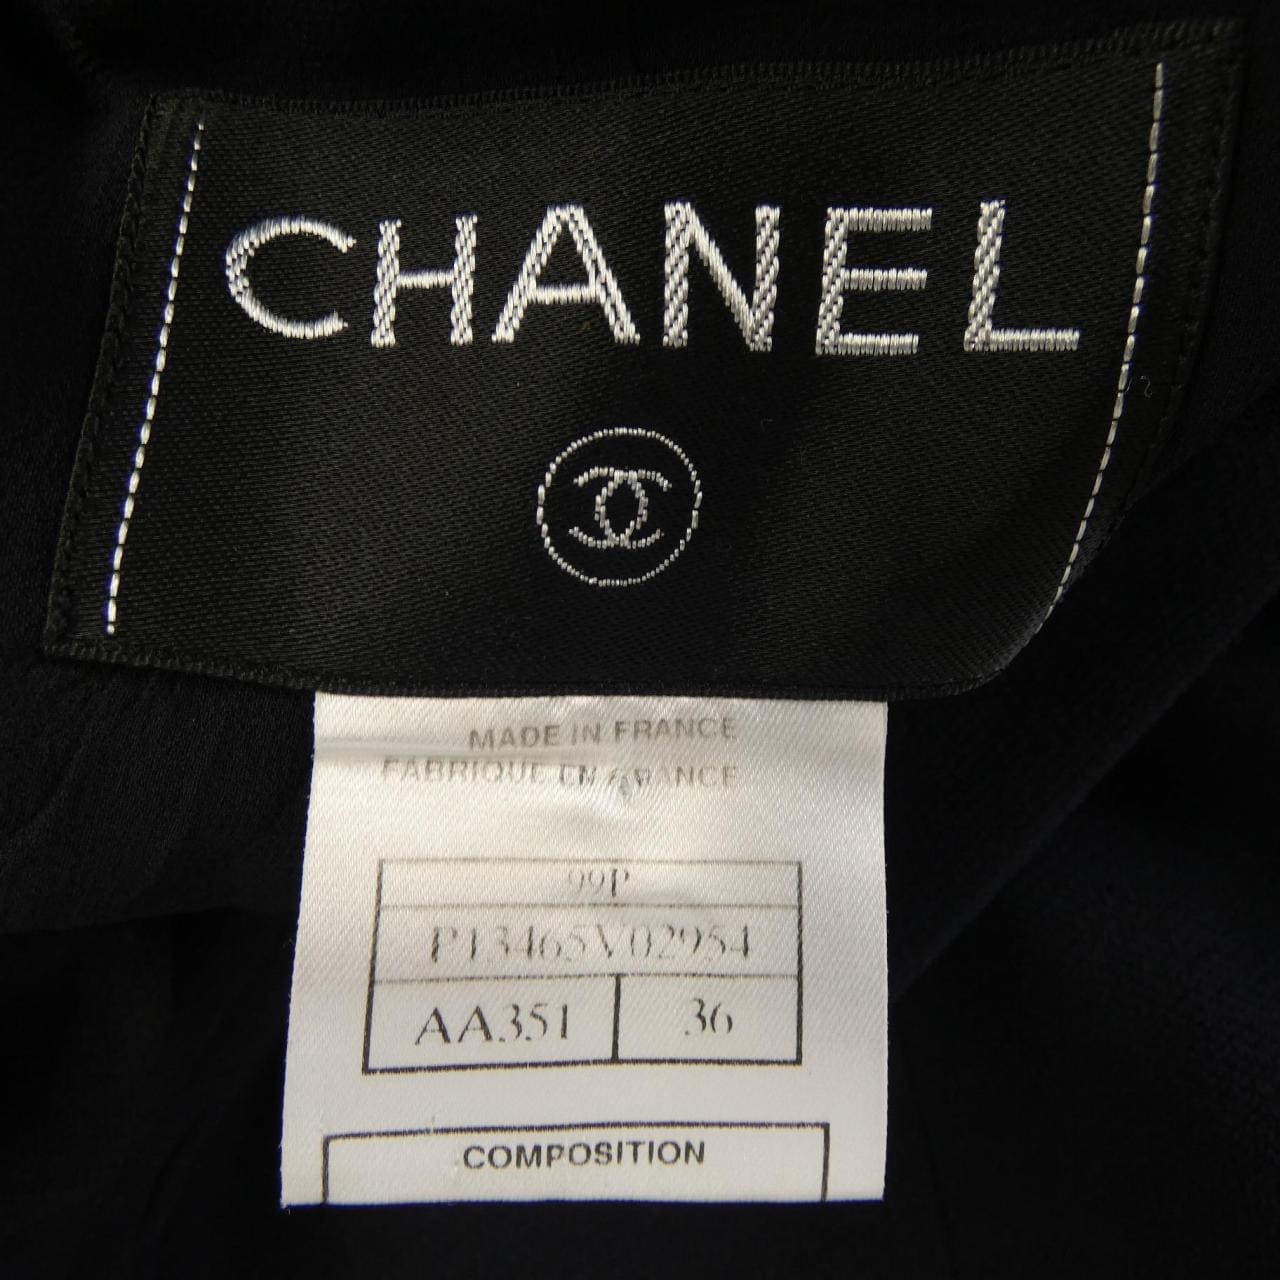 CHANEL
MADE IN FRANCE
FABRIQUE EN FRANCE
99P
P13465V02954
AA351 36
COMPOSITION